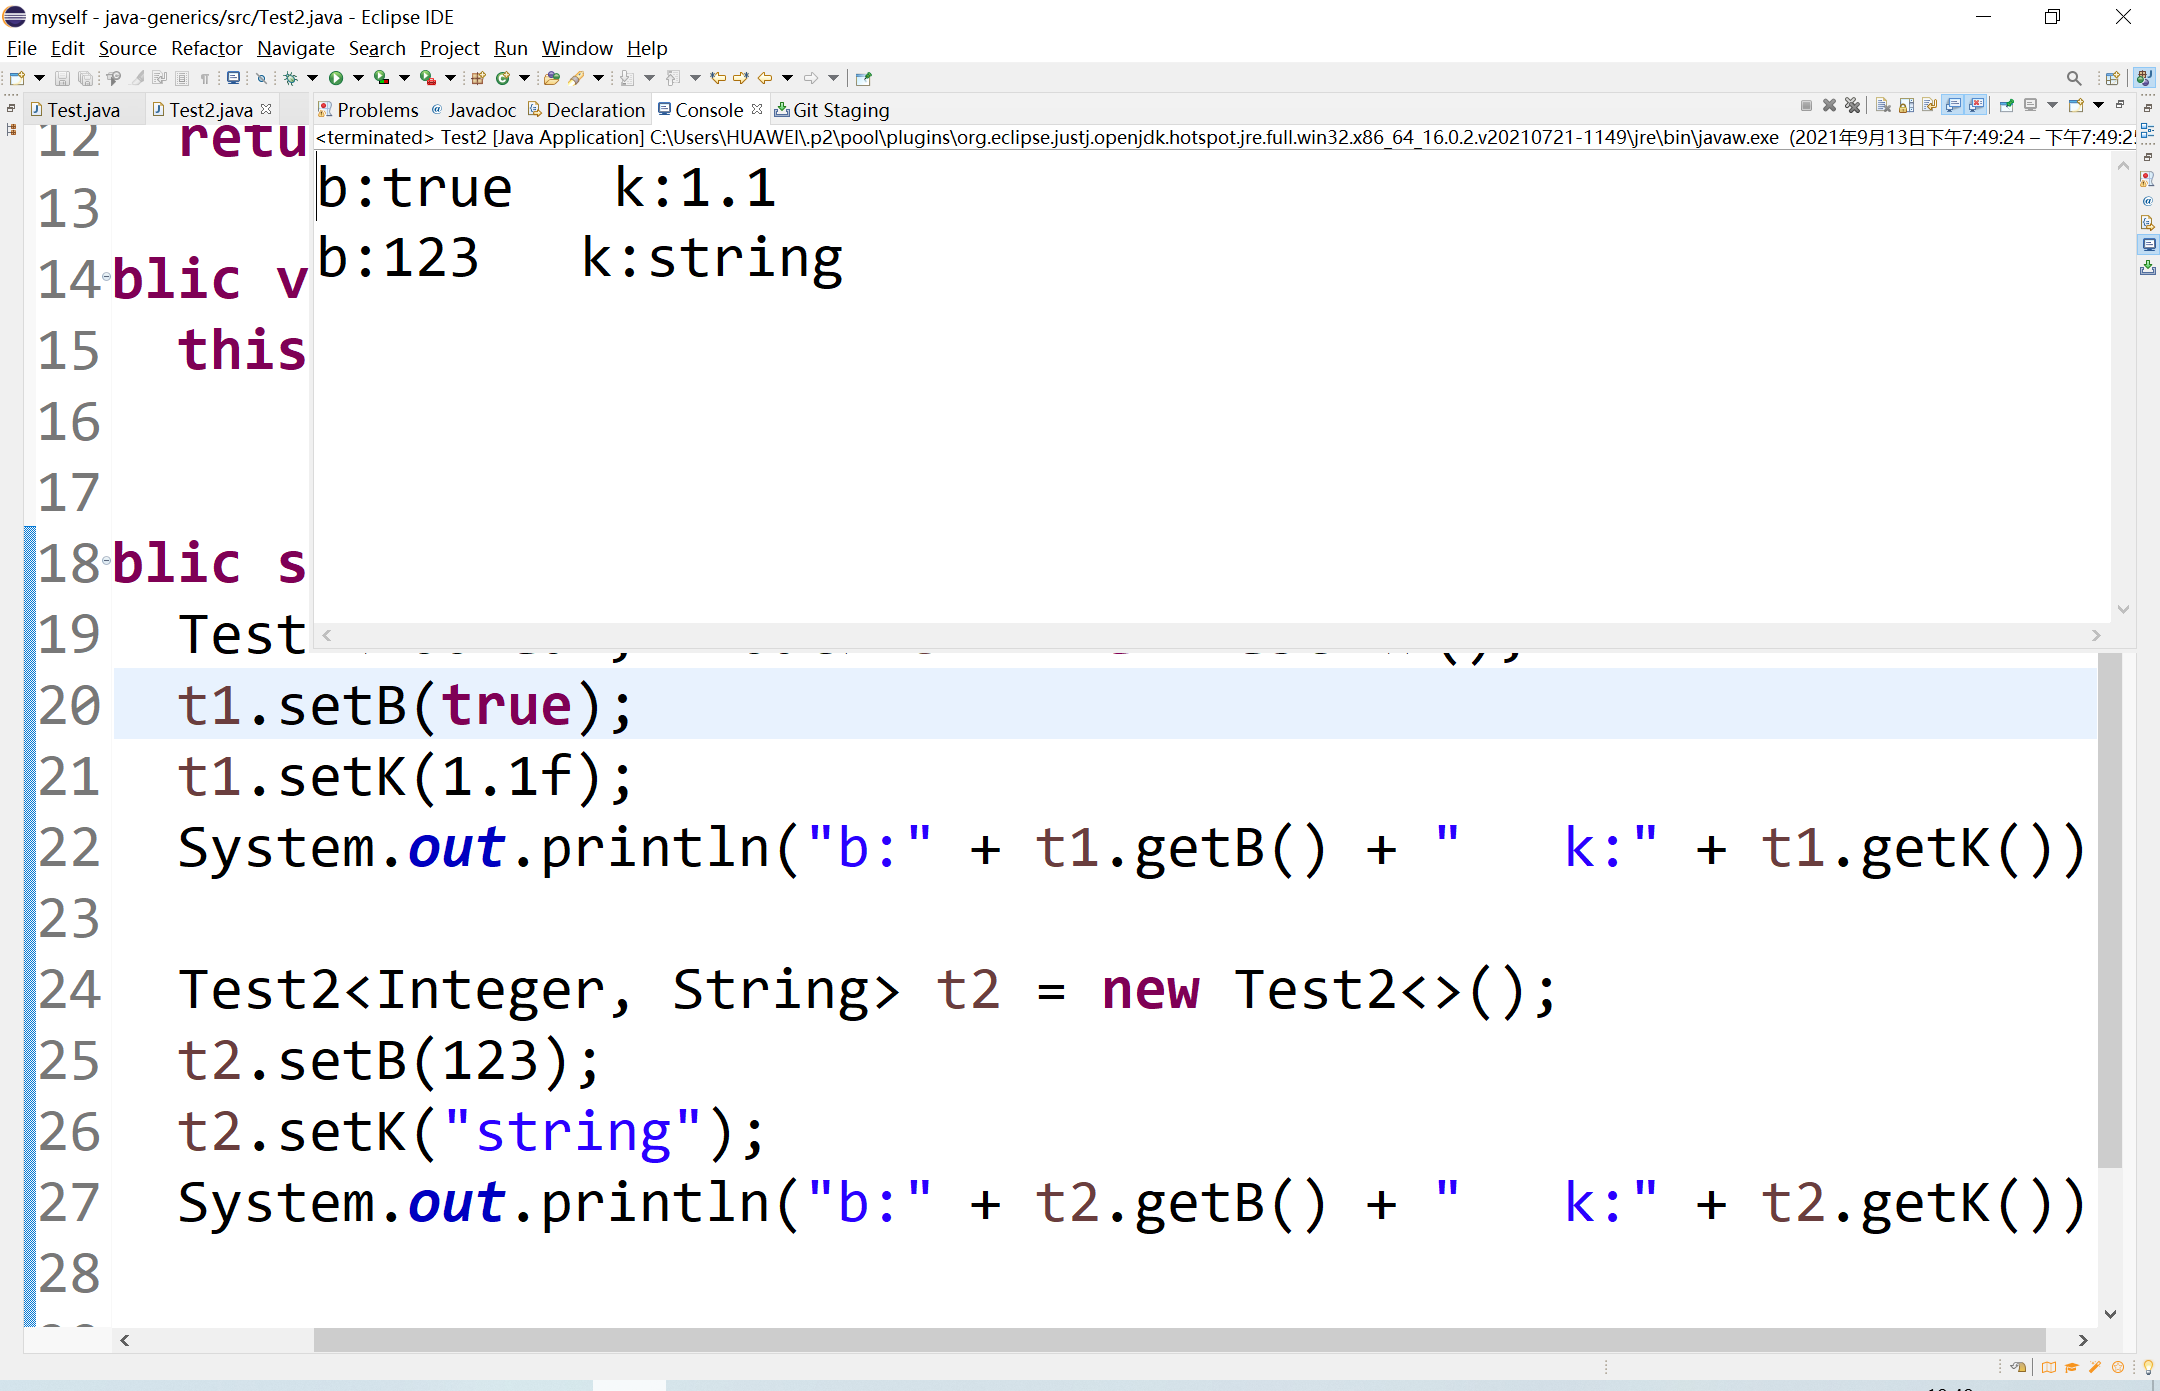 myself - java-generics/src/Test2.java - Eclipse IDE
File Edit Source Refactor Navigate Search Project Run Window Help
Test.java Test2.java Problems Javadoc Declaration Console Git Staging
<terminated> Test2 [Java Application] C:\Users\HUAWEI\.p2\pool\plugins\org.eclipse.justj.openjdk.hotspot.jre.full.win32.x86_64_16.0.2.v20210721-1149\jre\bin\javaw.exe (2021年9月13日下午7:49:24 – 下午7:49:2
b:true   k:1.1
b:123   k:string
12 retu
13
14 blic v
15 this
16
17
18 blic s
19 Test
20 t1.setB(true);
21 t1.setK(1.1f);
22 System.out.println("b:" + t1.getB() + "   k:" + t1.getK())
23
24 Test2<Integer, String> t2 = new Test2<>();
25 t2.setB(123);
26 t2.setK("string");
27 System.out.println("b:" + t2.getB() + "   k:" + t2.getK())
28